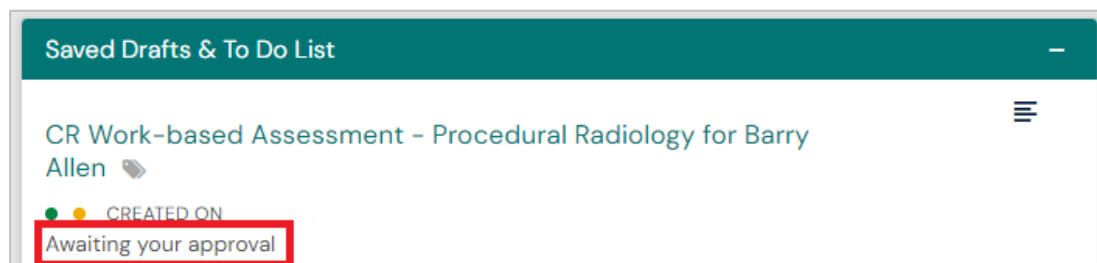 Saved Drafts & To Do List
CR Work-based Assessment - Procedural Radiology for Barry
Allen
CREATED ON
Awaiting your approval